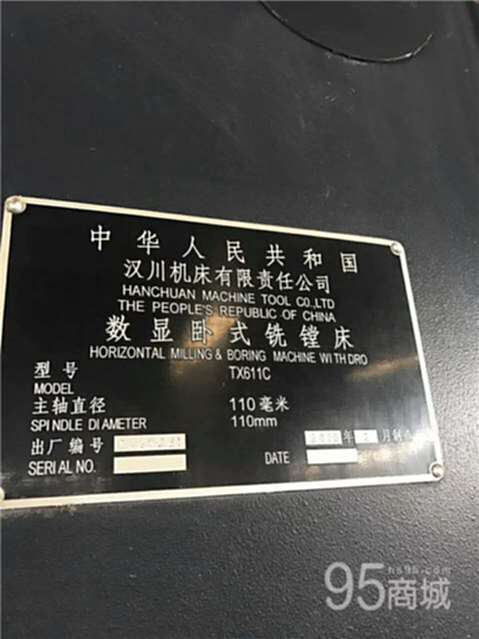 中华人民共和国
汉川机床有限责任公司
HANCHUAN MACHINE TOOL CO.,LTD
THE PEOPLE'S REPUBLIC OF CHINA
数显卧式铣镗床
HORIZONTAL MILLING & BORING MACHINE WITH DRO
型号 TX611C
MODEL
主轴直径 110毫米
SPINDLE DIAMETER 110mm
出厂编号 年 月制
SERIAL NO. DATE
95商城